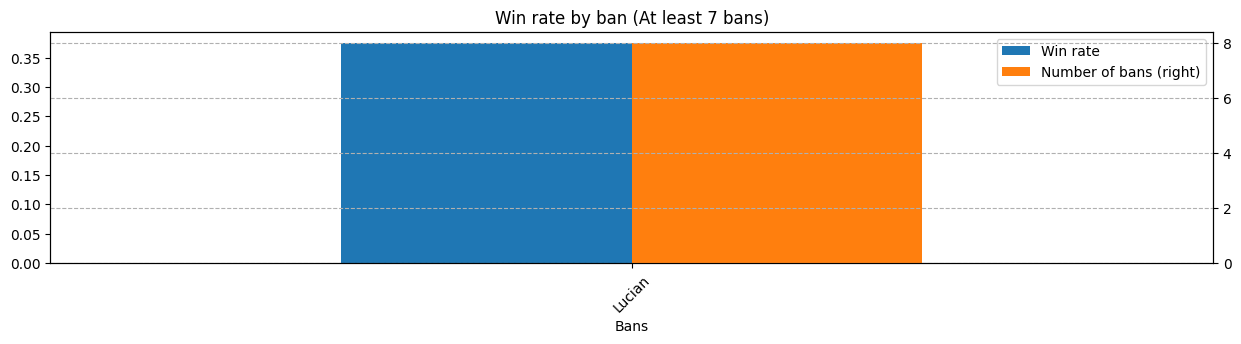 Win rate by ban (At least 7 bans)
Win rate
Number of bans (right)
0.35
0.30
0.25
0.20
0.15
0.10
0.05
0.00
8
6
4
2
0
Lucian
Bans